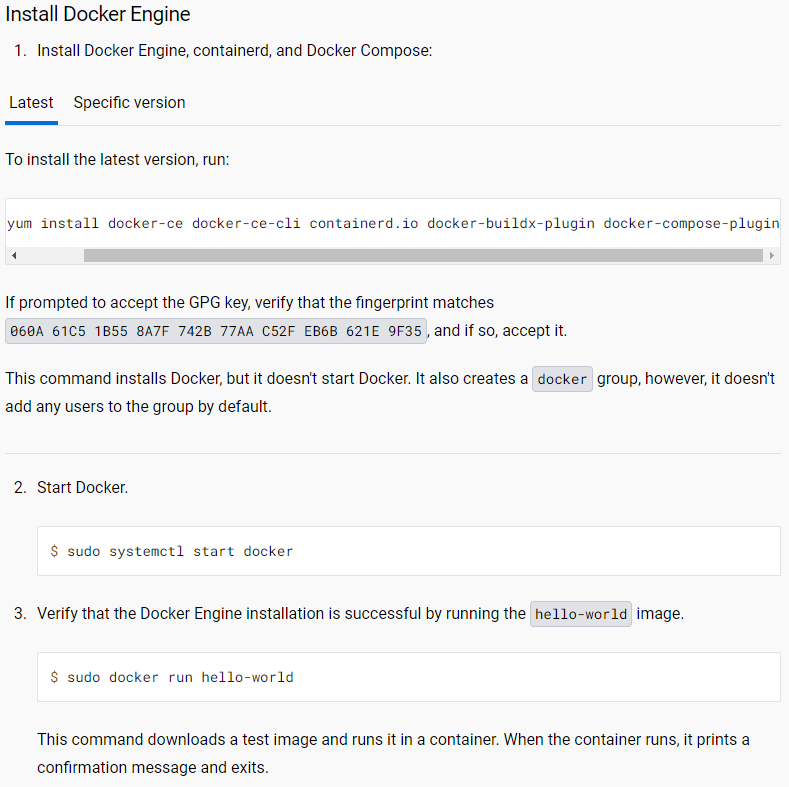 Install Docker Engine
1. Install Docker Engine, containerd, and Docker Compose:
Latest Specific version
To install the latest version, run:
yum install docker-ce docker-ce-cli containerd.io docker-buildx-plugin docker-compose-plugin
If prompted to accept the GPG key, verify that the fingerprint matches
060A 61C5 1B55 8A7F 742B 77AA C52F EB6B 621E 9F35, and if so, accept it.
This command installs Docker, but it doesn't start Docker. It also creates a docker group, however, it doesn't
add any users to the group by default.
2. Start Docker.
$ sudo systemctl start docker
3. Verify that the Docker Engine installation is successful by running the hello-world image.
$ sudo docker run hello-world
This command downloads a test image and runs it in a container. When the container runs, it prints a
confirmation message and exits.